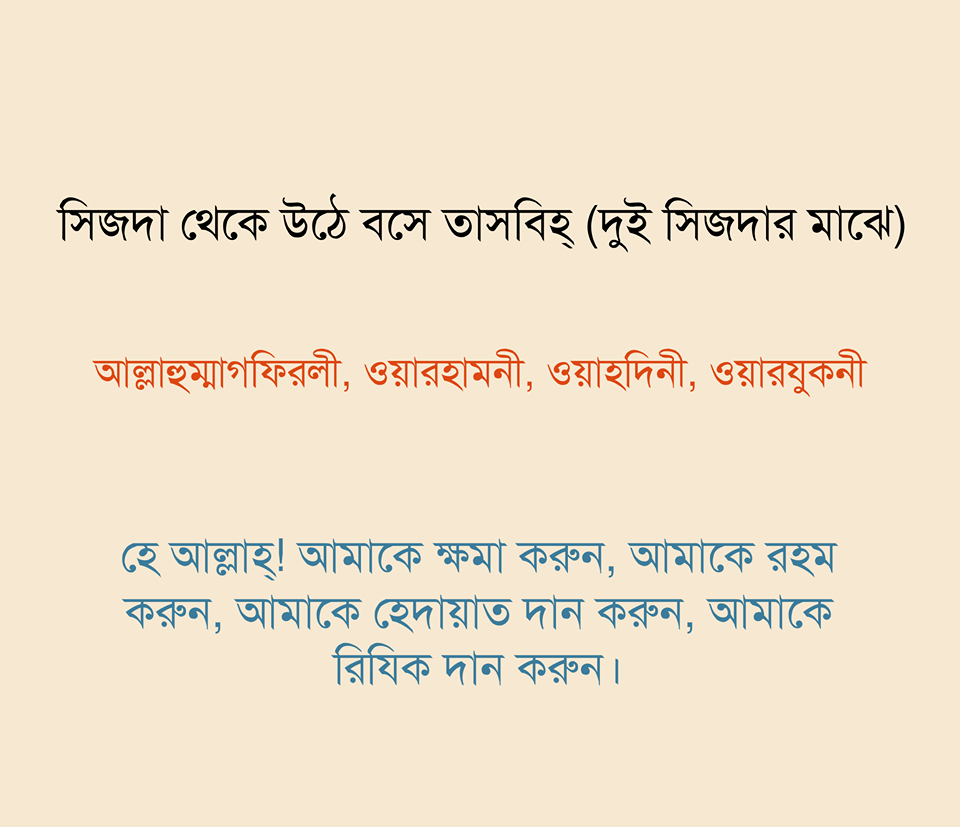 সিজদা থেকে উঠে বসে তাসবিহ্ (দুই সিজদার মাঝে)
আল্লাহুম্মাগফিরলী, ওয়ারহামনী, ওয়াহদিনী, ওয়ারযুকনী
হে আল্লাহ্! আমাকে ক্ষমা করুন, আমাকে রহম
করুন, আমাকে হেদায়াত দান করুন, আমাকে
রিযিক দান করুন।